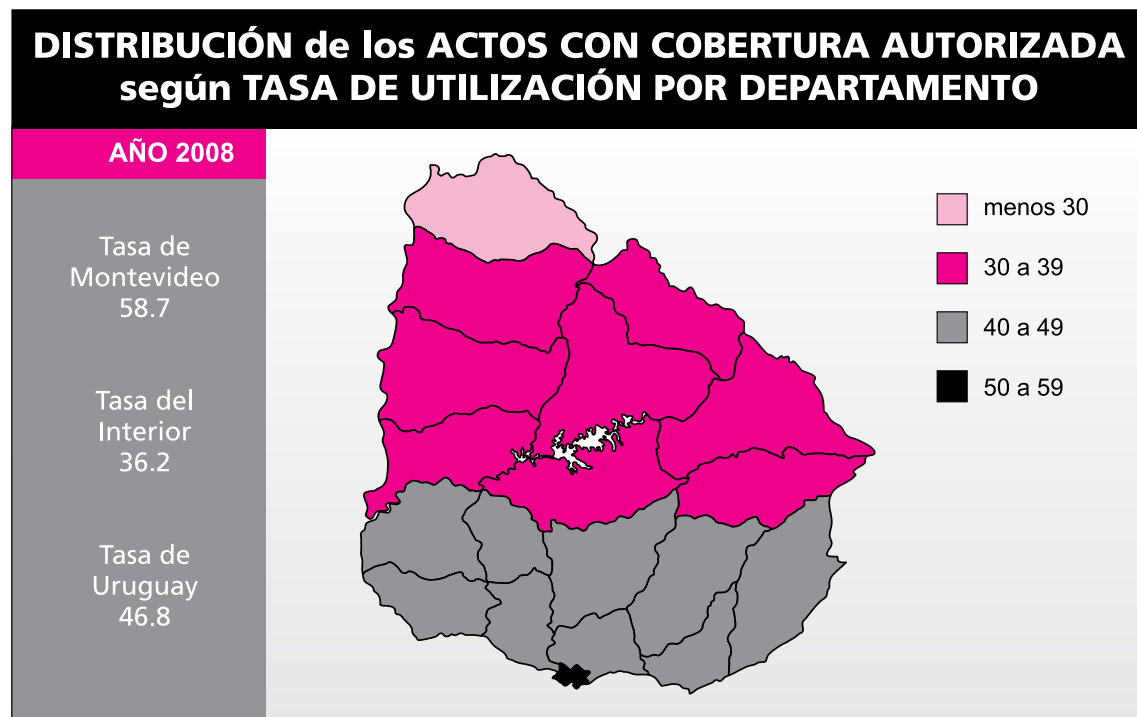 DISTRIBUCIÓN de los ACTOS CON COBERTURA AUTORIZADA
según TASA DE UTILIZACIÓN POR DEPARTAMENTO
AÑO 2008
Tasa de
Montevideo
58.7
Tasa del
Interior
36.2
Tasa de
Uruguay
46.8
menos 30
30 a 39
40 a 49
50 a 59